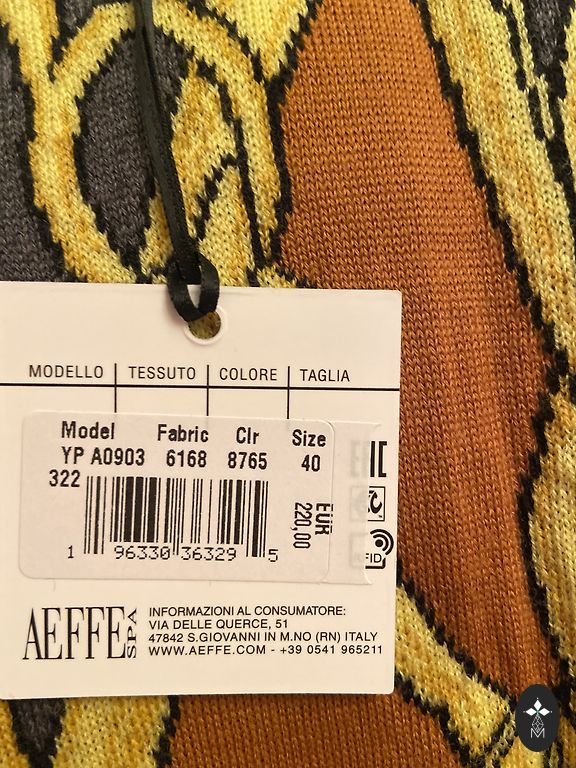 MODELLO TESSUTO COLORE TAGLIA
Model Fabric Clr Size
YP A0903 6168 8765 40
322
EUR
220,00
1 96330 36329 5
AEFFE SPA
INFORMAZIONI AL CONSUMATORE:
VIA DELLE QUERCE, 51
47842 S.GIOVANNI IN M.NO (RN) ITALY
WWW.AEFFE.COM - +39 0541 965211
M